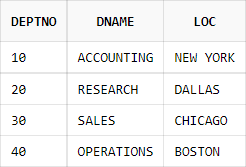 DEPTNO DNAME LOC
10 ACCOUNTING NEW YORK
20 RESEARCH DALLAS
30 SALES CHICAGO
40 OPERATIONS BOSTON